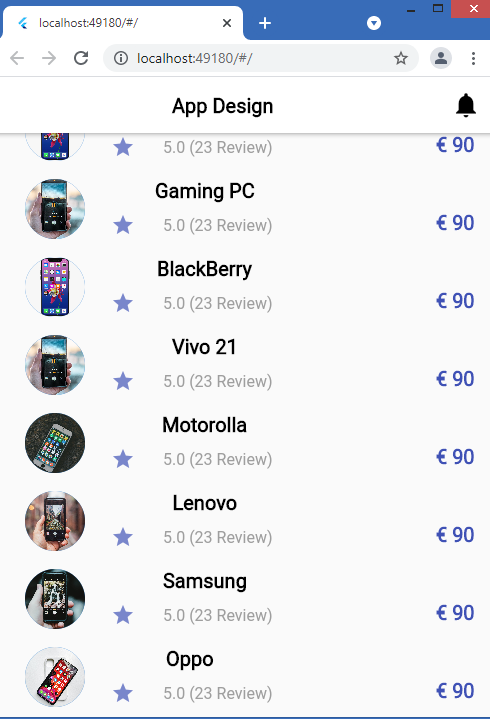 localhost:49180/#/
localhost:49180/#/
App Design
5.0 (23 Review) € 90
Gaming PC
5.0 (23 Review) € 90
BlackBerry
5.0 (23 Review) € 90
Vivo 21
5.0 (23 Review) € 90
Motorolla
5.0 (23 Review) € 90
Lenovo
5.0 (23 Review) € 90
Samsung
5.0 (23 Review) € 90
Oppo
5.0 (23 Review) € 90